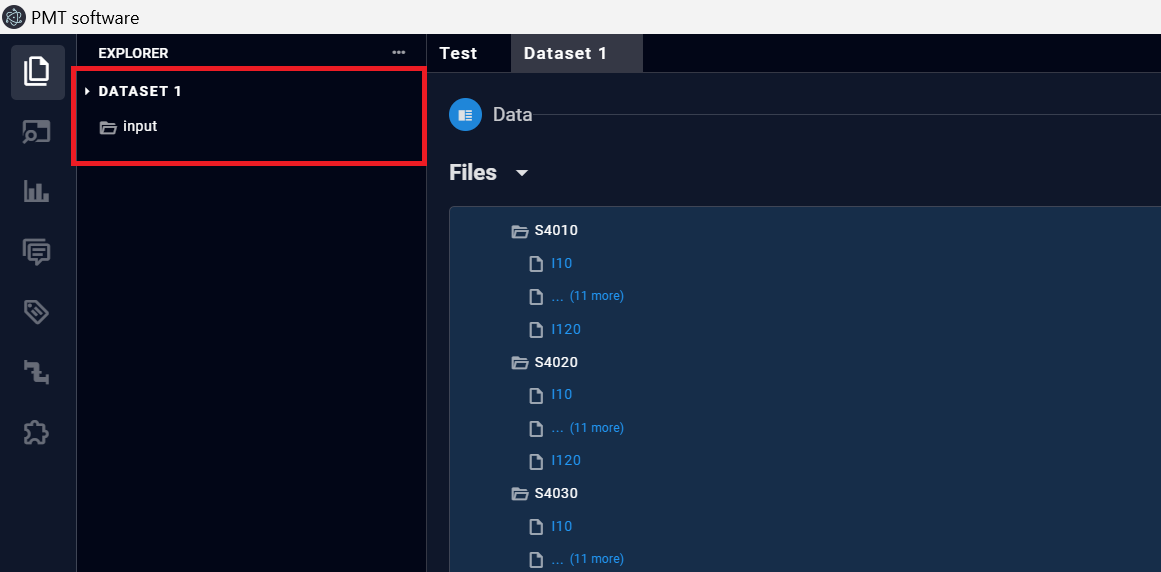 PMT software
EXPLORER
...
Test
Dataset 1
DATASET 1
input
Data
Files
S4010
I10
... (11 more)
I120
S4020
I10
... (11 more)
I120
S4030
I10
... (11 more)